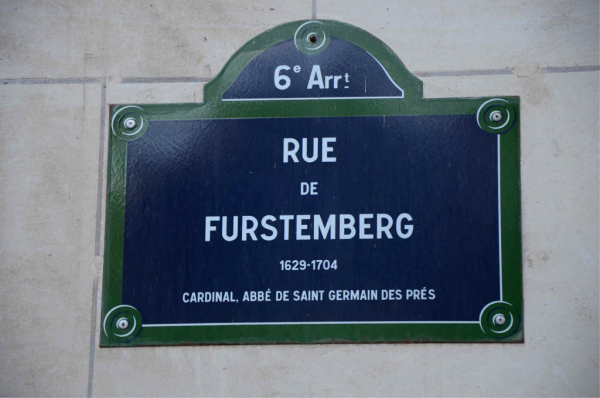 6e Arrt
RUE
DE
FURSTEMBERG
1629-1704
CARDINAL, ABBÉ DE SAINT GERMAIN DES PRÉS